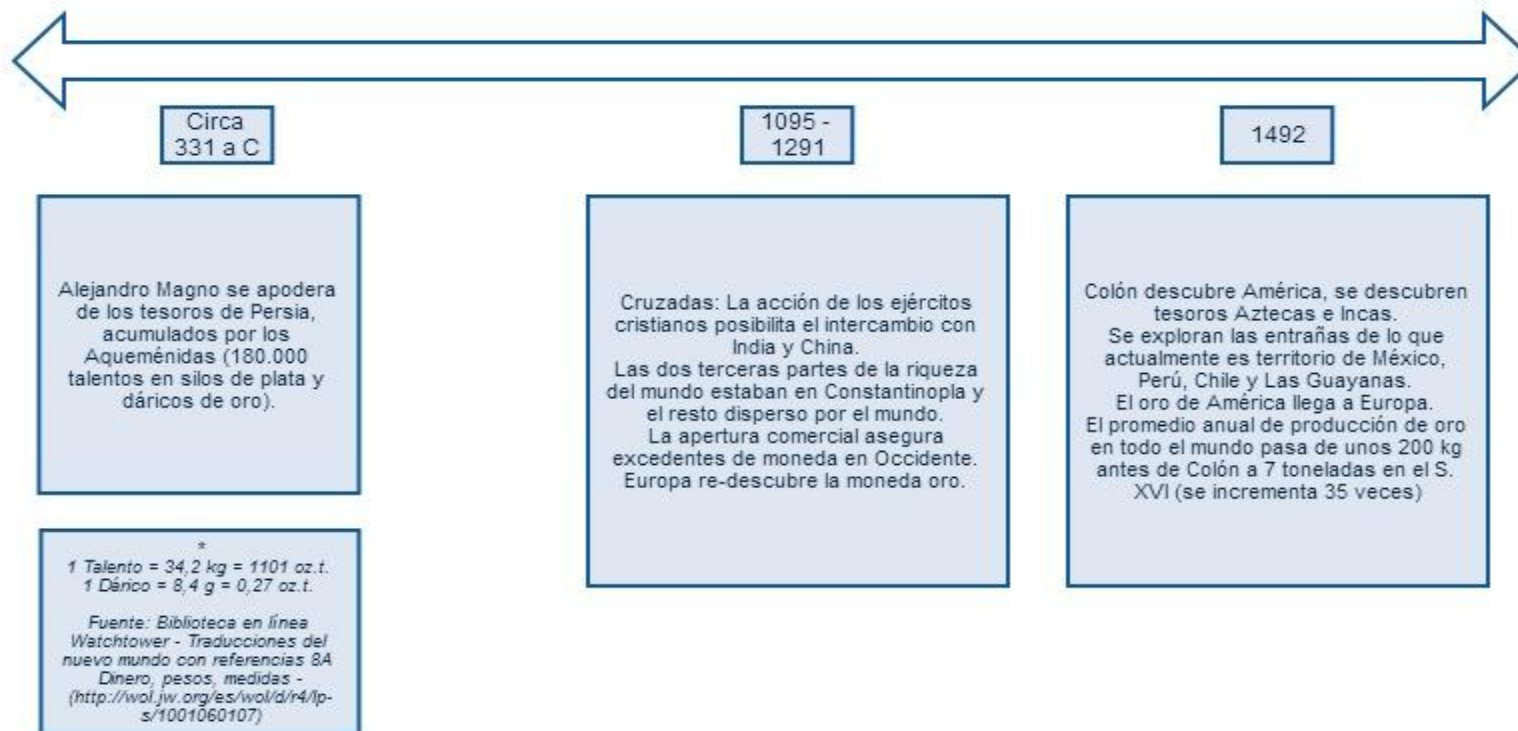 Circa
331 a C
1095 -
1291
1492
Alejandro Magno se apodera
de los tesoros de Persia,
acumulados por los
Aqueménidas (180.000
talentos en silos de plata y
dáricos de oro).
*
1 Talento = 34,2 kg = 1101 oz.t.
1 Dárico = 8,4 g = 0,27 oz.t.
Fuente: Biblioteca en línea
Watchtower - Traducciones del
nuevo mundo con referencias 8A
Dinero, pesos, medidas -
(http://wol.jw.org/es/wol/d/r4/lp-
s/1001060107)
Cruzadas: La acción de los ejércitos
cristianos posibilita el intercambio con
India y China.
Las dos terceras partes de la riqueza
del mundo estaban en Constantinopla y
el resto disperso por el mundo.
La apertura comercial asegura
excedentes de moneda en Occidente.
Europa re-descubre la moneda oro.
Colón descubre América, se descubren
tesoros Aztecas e Incas.
Se exploran las entrañas de lo que
actualmente es territorio de México,
Perú, Chile y Las Guayanas.
El oro de América llega a Europa.
El promedio anual de producción de oro
en todo el mundo pasa de unos 200 kg
antes de Colón a 7 toneladas en el S.
XVI (se incrementa 35 veces)